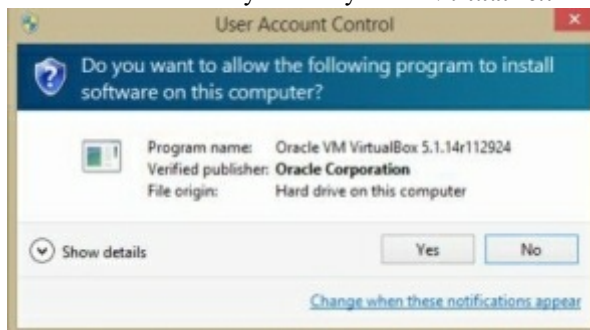 User Account Control
Do you want to allow the following program to install
software on this computer?
Program name: Oracle VM VirtualBox 5.1.14r112924
Verified publisher: Oracle Corporation
File origin: Hard drive on this computer
Show details
Yes
No
Change when these notifications appear